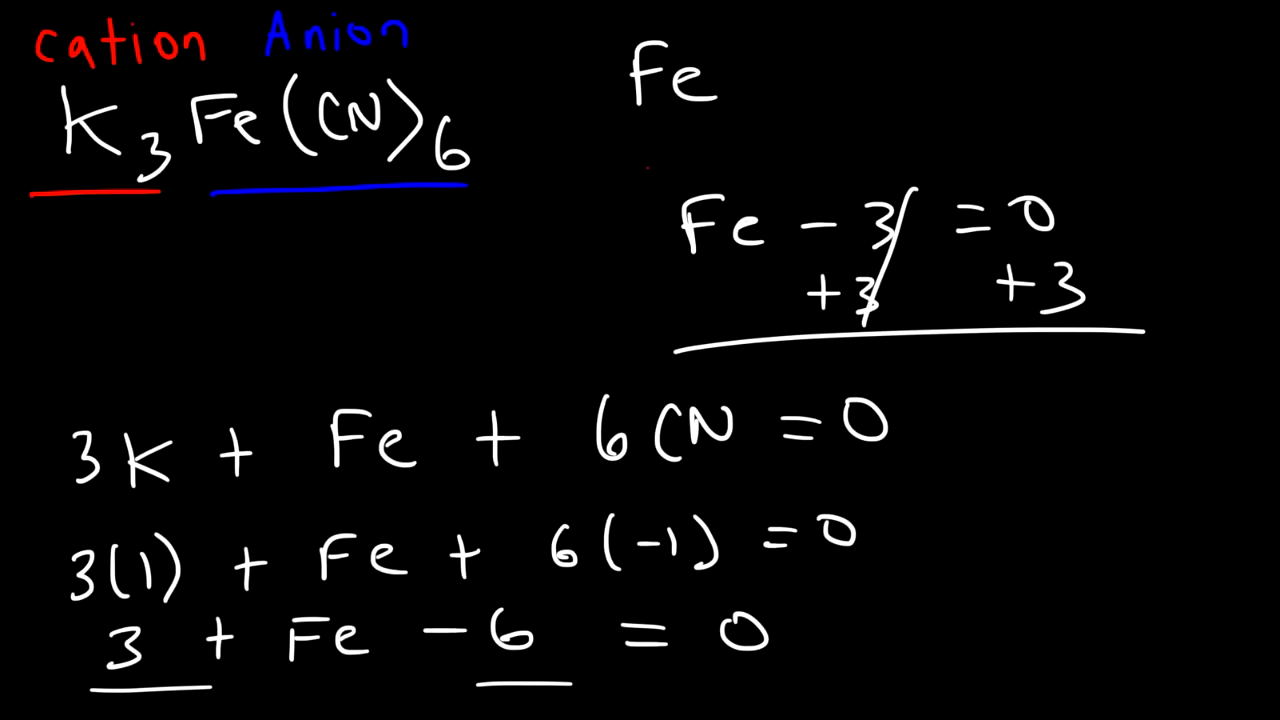 Cation Anion
K3Fe(CN)6
Fe
Fe - 3 = 0
+3 +3
3K + Fe + 6CN = 0
3(1) + Fe + 6(-1) = 0
3 + Fe - 6 = 0